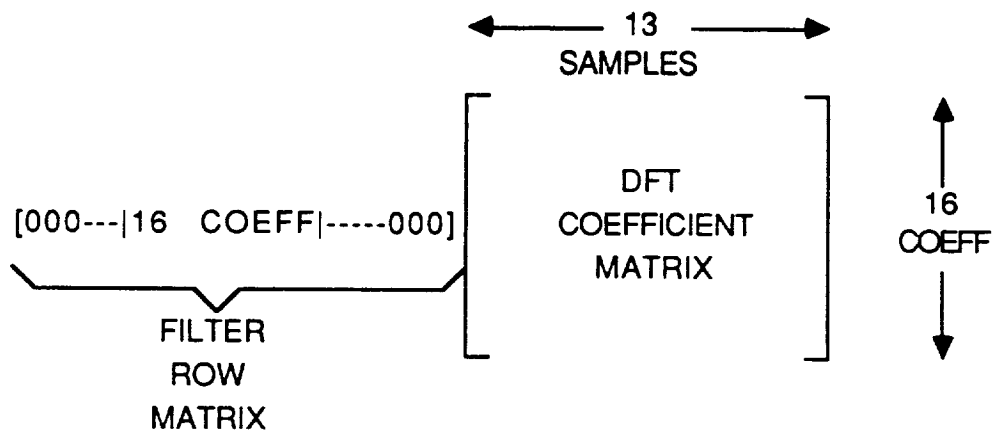 13
SAMPLES
DFT
COEFFICIENT
MATRIX
16
COEFF
[000---|16 COEFF|-----000]
FILTER
ROW
MATRIX